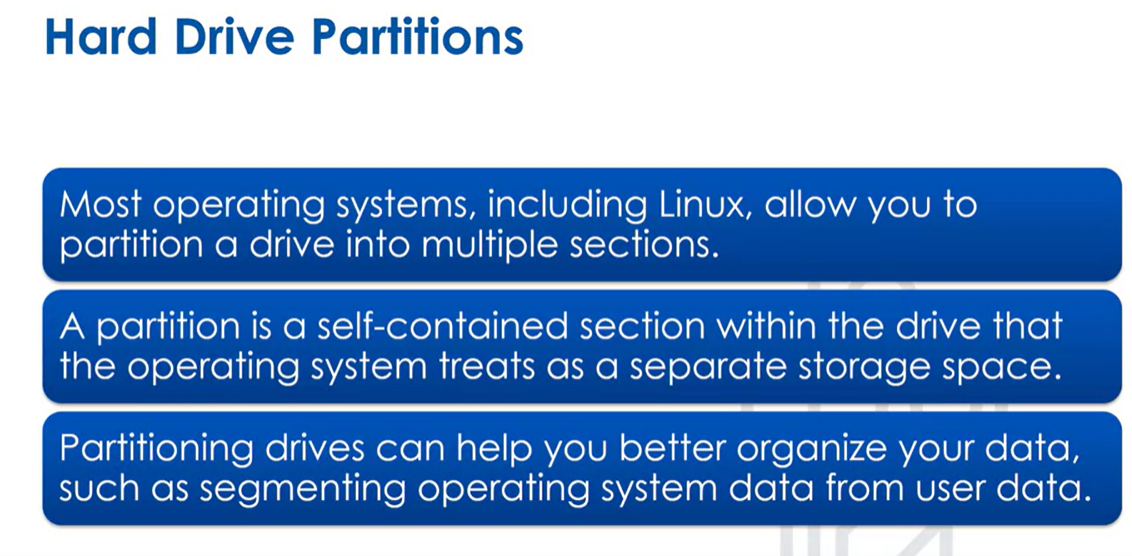 Hard Drive Partitions
Most operating systems, including Linux, allow you to
partition a drive into multiple sections.
A partition is a self-contained section within the drive that
the operating system treats as a separate storage space.
Partitioning drives can help you better organize your data,
such as segmenting operating system data from user data.